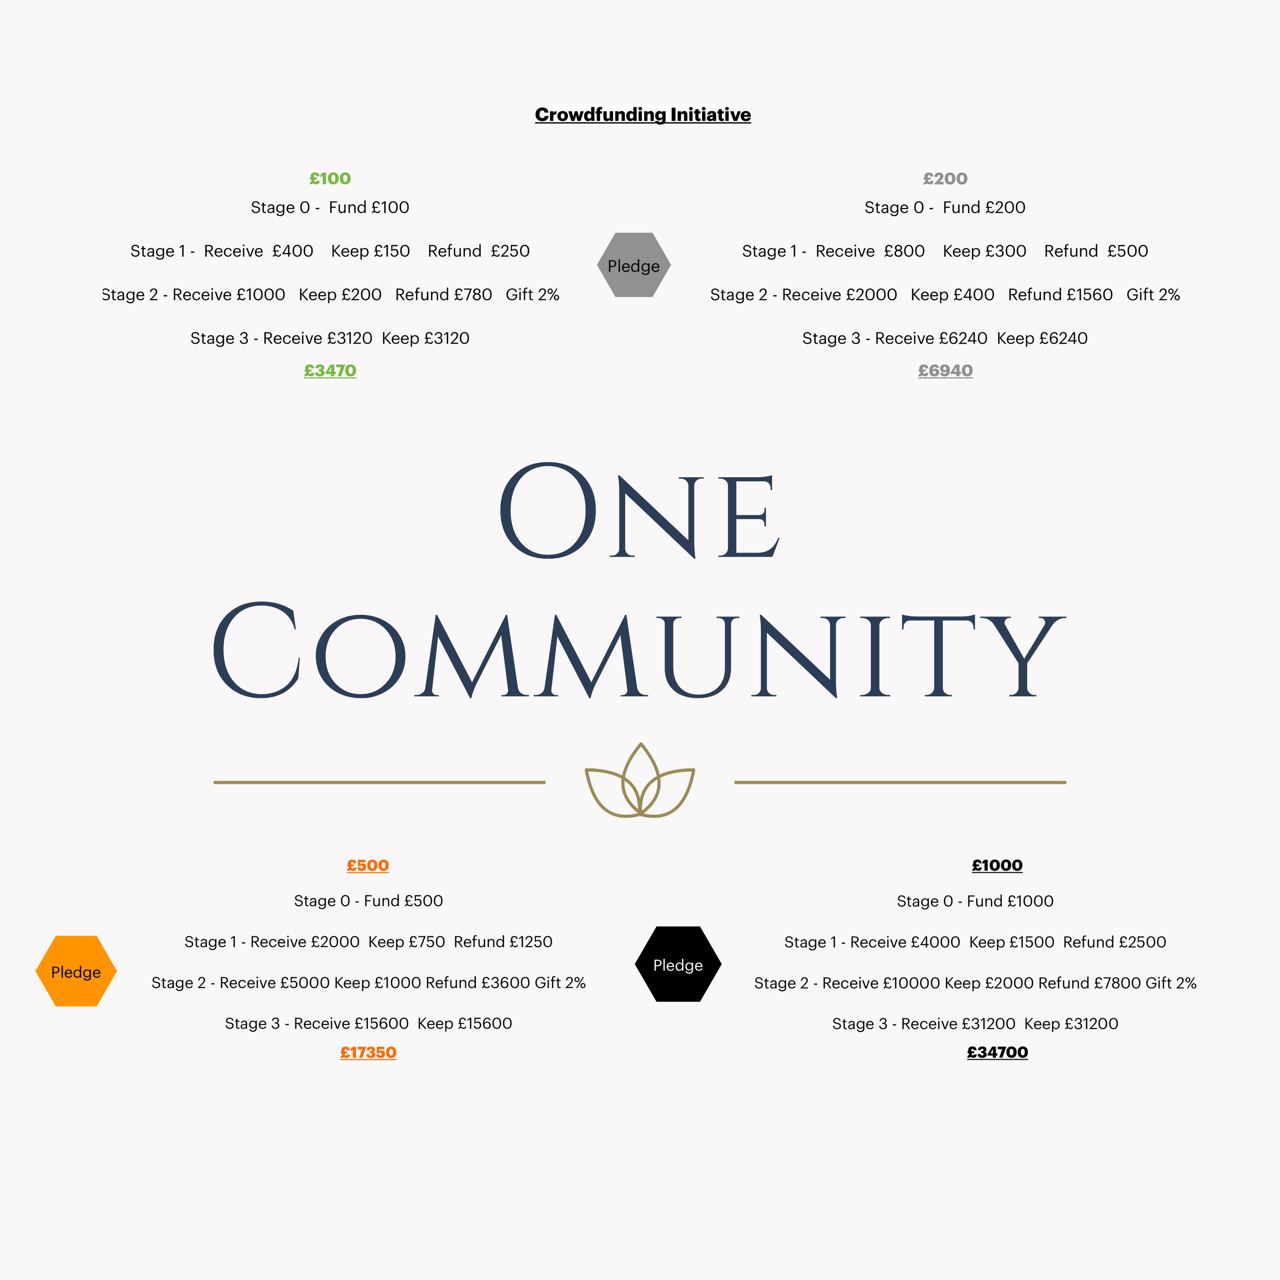 Crowdfunding Initiative
£100
Stage 0 - Fund £100
Stage 1 - Receive £400 Keep £150 Refund £250
Stage 2 - Receive £1000 Keep £200 Refund £780 Gift 2%
Stage 3 - Receive £3120 Keep £3120
£3470
Pledge
£200
Stage 0 - Fund £200
Stage 1 - Receive £800 Keep £300 Refund £500
Stage 2 - Receive £2000 Keep £400 Refund £1560 Gift 2%
Stage 3 - Receive £6240 Keep £6240
£6940
ONE
COMMUNITY
Pledge
£500
Stage 0 - Fund £500
Stage 1 - Receive £2000 Keep £750 Refund £1250
Stage 2 - Receive £5000 Keep £1000 Refund £3600 Gift 2%
Stage 3 - Receive £15600 Keep £15600
£17350
Pledge
£1000
Stage 0 - Fund £1000
Stage 1 - Receive £4000 Keep £1500 Refund £2500
Stage 2 - Receive £10000 Keep £2000 Refund £7800 Gift 2%
Stage 3 - Receive £31200 Keep £31200
£34700